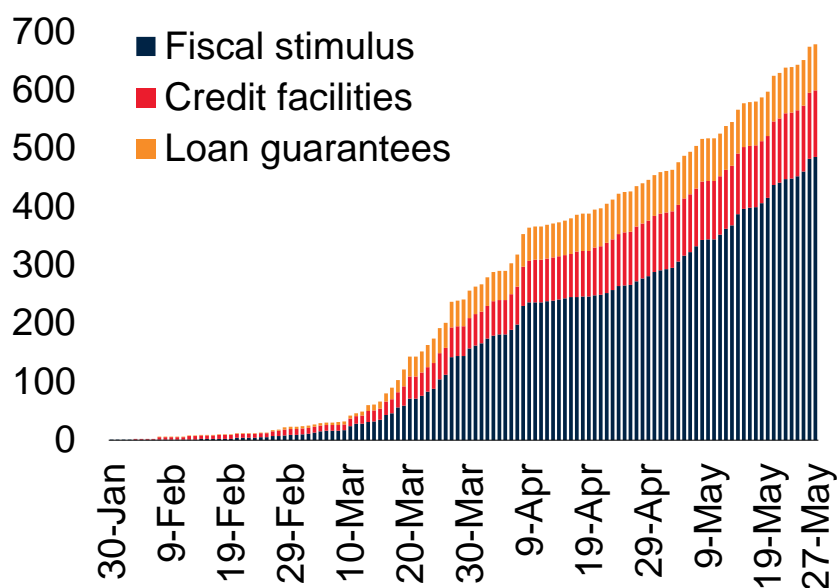 700
600
500
400
300
200
100
0
Fiscal stimulus
Credit facilities
Loan guarantees
30-Jan
9-Feb
19-Feb
29-Feb
10-Mar
20-Mar
30-Mar
9-Apr
19-Apr
29-Apr
9-May
19-May
27-May